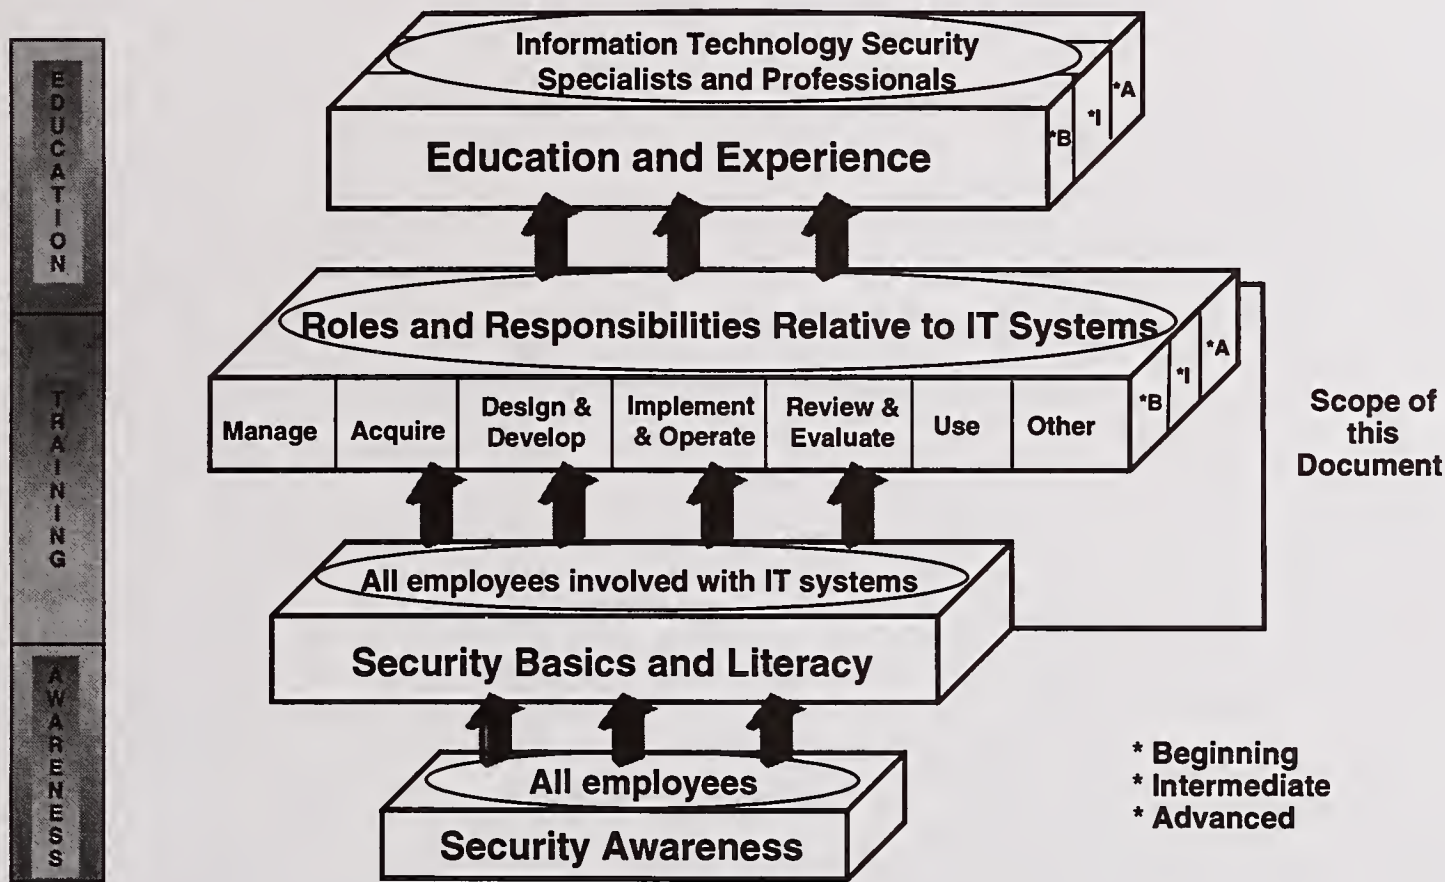 EDUCATION
TRAINING
AWARENESS
Information Technology Security
Specialists and Professionals
*B
*I
*A
Education and Experience
Roles and Responsibilities Relative to IT Systems
*B
*I
*A
Manage
Acquire
Design &
Develop
Implement
& Operate
Review &
Evaluate
Use
Other
Scope of
this
Document
All employees involved with IT systems
Security Basics and Literacy
* Beginning
* Intermediate
* Advanced
All employees
Security Awareness